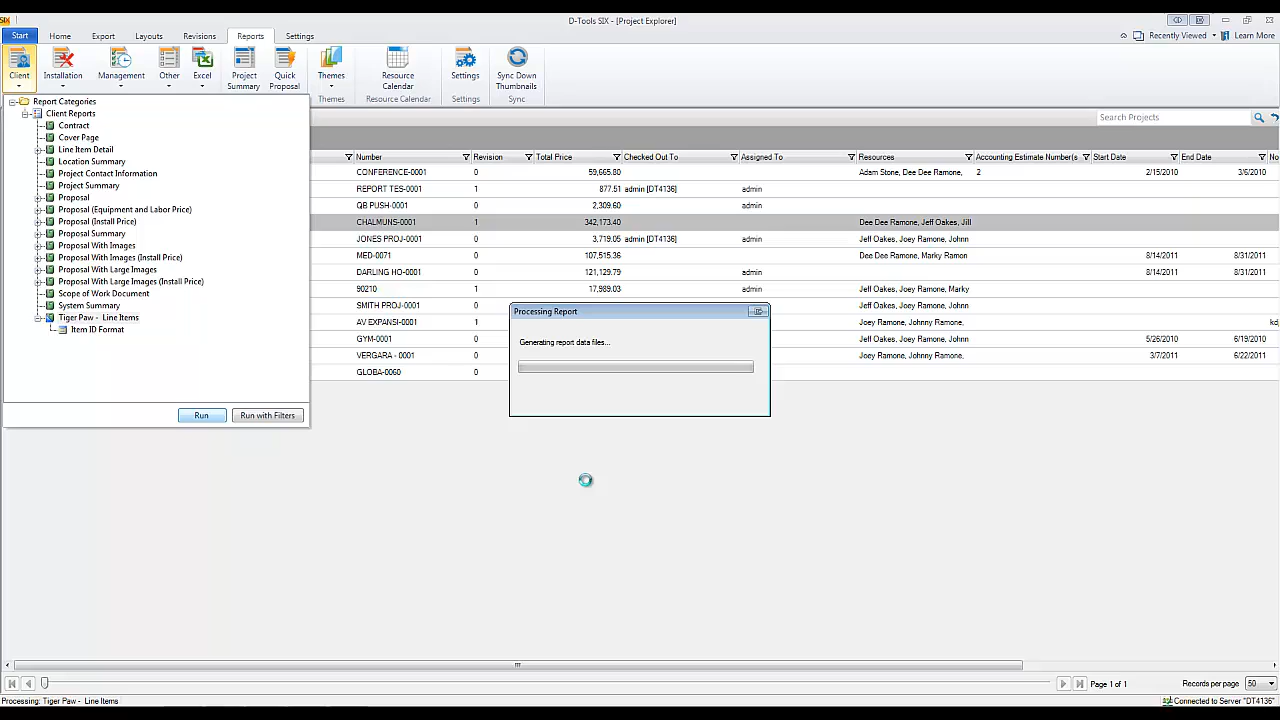 SIX
D-Tools SIX - [Project Explorer]
Start Home Export Layouts Revisions Reports Settings
Recently Viewed Learn More
Client Installation Management Other Excel Project Summary Quick Proposal Themes Resource Calendar Settings Sync Down Thumbnails
Themes Resource Calendar Settings Sync
Report Categories
Client Reports
Contract
Cover Page
Line Item Detail
Location Summary
Project Contact Information
Project Summary
Proposal
Proposal (Equipment and Labor Price)
Proposal (Install Price)
Proposal Summary
Proposal With Images
Proposal With Images (Install Price)
Proposal With Large Images
Proposal With Large Images (Install Price)
Scope of Work Document
System Summary
Tiger Paw - Line Items
Item ID Format
Run Run with Filters
Search Projects
Number Revision Total Price Checked Out To Assigned To Resources Accounting Estimate Number(s Start Date End Date No
CONFERENCE-0001 0 59,665.80 Adam Stone, Dee Dee Ramone, 2 2/15/2010 3/6/2010
REPORT TES-0001 1 877.51 admin [DT4136] admin
QB PUSH-0001 0 2,309.60 admin
CHALMUNS-0001 1 342,173.40 Dee Dee Ramone, Jeff Oakes, Jill
JONES PROJ-0001 0 3,719.05 admin [DT4136] admin Jeff Oakes, Joey Ramone, Johnn
MED-0071 0 107,515.36 Dee Dee Ramone, Marky Ramon 8/14/2011 8/31/2011
DARLING HO-0001 0 121,129.79 admin 8/14/2011 8/31/2011
90210 1 17,989.03 admin Jeff Oakes, Joey Ramone, Marky
SMITH PROJ-0001 0 Jeff Oakes, Joey Ramone, Johnn
AV EXPANSI-0001 1 Joey Ramone, Johnny Ramone, kd,
GYM-0001 0 Jeff Oakes, Joey Ramone, Johnn 5/26/2010 6/19/2010
VERGARA - 0001 0 Joey Ramone, Johnny Ramone, 3/7/2011 6/22/2011
GLOBA-0060 0
Processing Report
Generating report data files...
Page 1 of 1 Records per page 50
Processing: Tiger Paw - Line Items Connected to Server "DT4136"